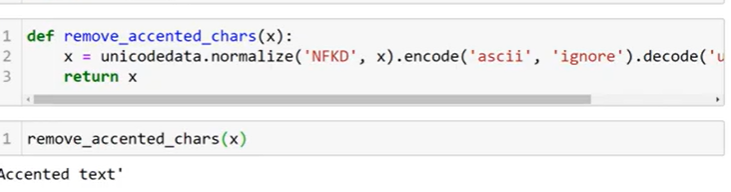 1 def remove_accented_chars(x):
2 x = unicodedata.normalize('NFKD', x).encode('ascii', 'ignore').decode('u
3 return x
1 remove_accented_chars(x)
Accented text'